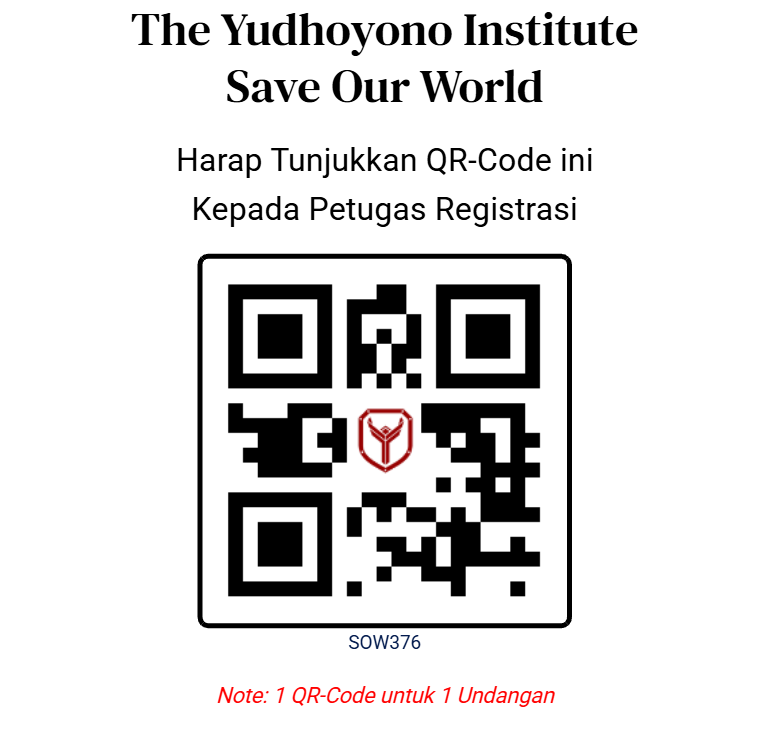 The Yudhoyono Institute
Save Our World
Harap Tunjukkan QR-Code ini
Kepada Petugas Registrasi
SOW376
Note: 1 QR-Code untuk 1 Undangan